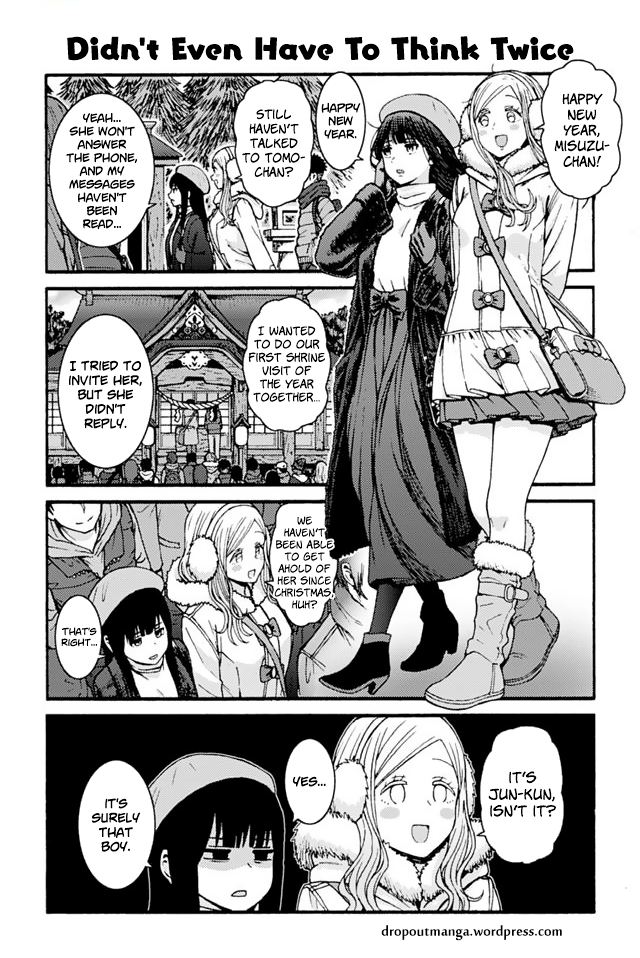 Didn't Even Have To Think Twice
HAPPY
NEW
YEAR,
MISUZU-
CHAN!
HAPPY
NEW
YEAR.
STILL
HAVEN'T
TALKED
TO TOMO-
CHAN?
YEAH...
SHE WON'T
ANSWER
THE PHONE,
AND MY
MESSAGES
HAVEN'T
BEEN
READ...
I WANTED
TO DO OUR
FIRST SHRINE
VISIT OF
THE YEAR
TOGETHER...
I TRIED TO
INVITE HER,
BUT SHE
DIDN'T
REPLY.
WE
HAVEN'T
BEEN ABLE
TO GET
AHOLD OF
HER SINCE
CHRISTMAS,
HUH?
THAT'S
RIGHT...
IT'S
JUN-KUN,
ISN'T IT?
YES...
IT'S
SURELY
THAT
BOY.
dropoutmanga.wordpress.com